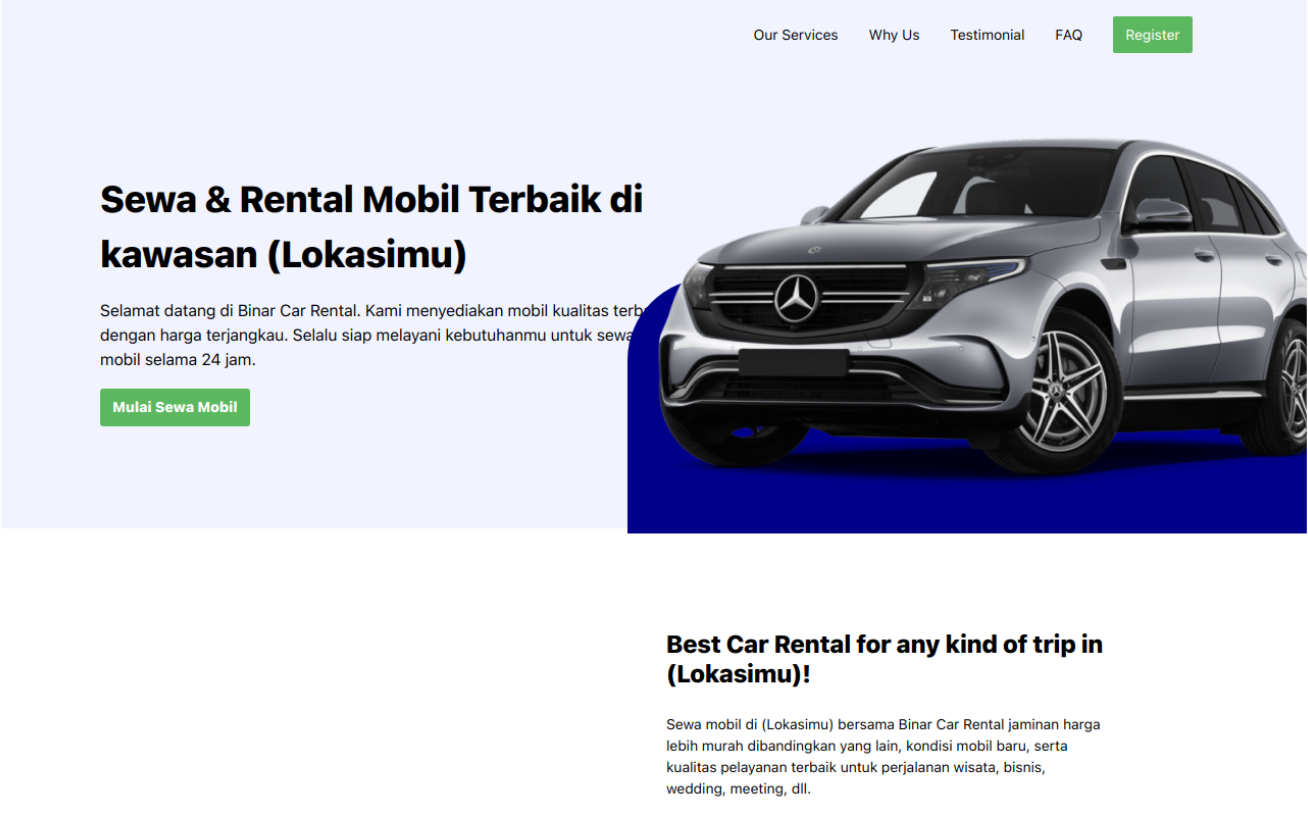 Our Services Why Us Testimonial FAQ Register
Sewa & Rental Mobil Terbaik di
kawasan (Lokasimu)
Selamat datang di Binar Car Rental. Kami menyediakan mobil kualitas
dengan harga terjangkau. Selalu siap melayani kebutuhanmu untuk sewa
mobil selama 24 jam.
Mulai Sewa Mobil
Best Car Rental for any kind of trip in
(Lokasimu)!
Sewa mobil di (Lokasimu) bersama Binar Car Rental jaminan harga
lebih murah dibandingkan yang lain, kondisi mobil baru, serta
kualitas pelayanan terbaik untuk perjalanan wisata, bisnis,
wedding, meeting, dll.